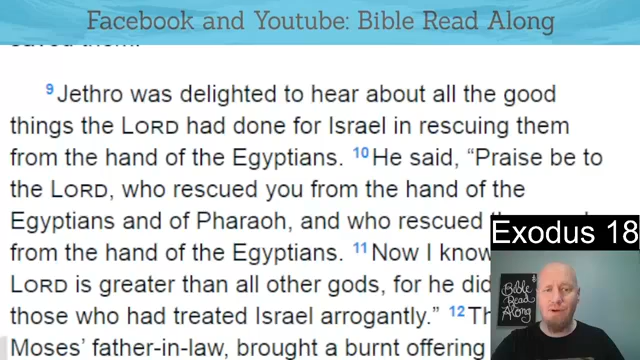 Facebook and Youtube: Bible Read Along
9 Jethro was delighted to hear about all the good
things the LORD had done for Israel in rescuing them
from the hand of the Egyptians. 10 He said, “Praise be to
the LORD, who rescued you from the hand of the
Egyptians and of Pharaoh, and who rescued
from the hand of the Egyptians. 11 Now I know
LORD is greater than all other gods, for he did
those who had treated Israel arrogantly.” 12
Moses’ father-in-law, brought a burnt offering
Exodus 18
Bible
Read
Along